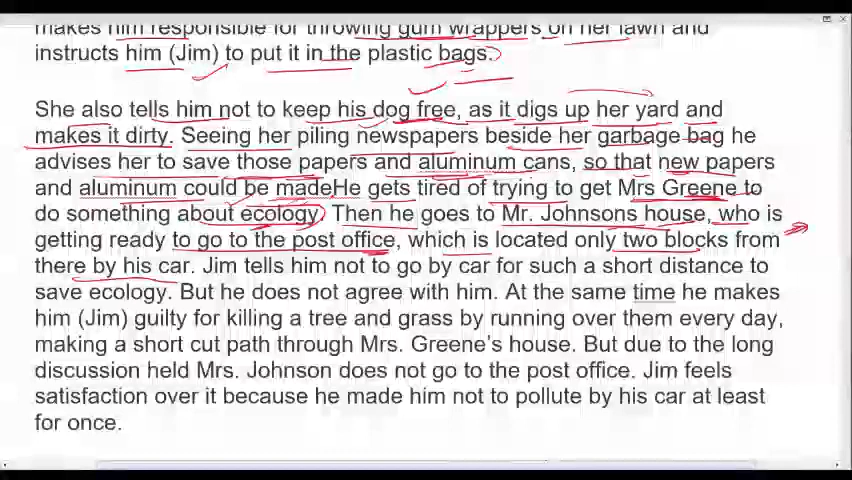 makes him responsible for throwing gum wrappers on her lawn and
instructs him (Jim) to put it in the plastic bags.
She also tells him not to keep his dog free, as it digs up her yard and
makes it dirty. Seeing her piling newspapers beside her garbage bag he
advises her to save those papers and aluminum cans, so that new papers
and aluminum could be madeHe gets tired of trying to get Mrs Greene to
do something about ecology. Then he goes to Mr. Johnsons house, who is
getting ready to go to the post office, which is located only two blocks from
there by his car. Jim tells him not to go by car for such a short distance to
save ecology. But he does not agree with him. At the same time he makes
him (Jim) guilty for killing a tree and grass by running over them every day,
making a short cut path through Mrs. Greene's house. But due to the long
discussion held Mrs. Johnson does not go to the post office. Jim feels
satisfaction over it because he made him not to pollute by his car at least
for once.